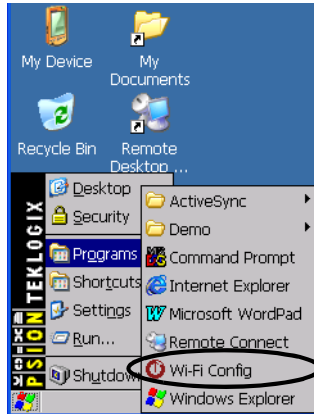 My Device
My
Documents
Recycle Bin
Remote
Desktop ...
PSION TEKLOGIX
Desktop
Security
Programs
Shortcuts
Settings
Run...
Shutdow
ActiveSync
Demo
Command Prompt
Internet Explorer
Microsoft WordPad
Remote Connect
Wi-Fi Config
Windows Explorer